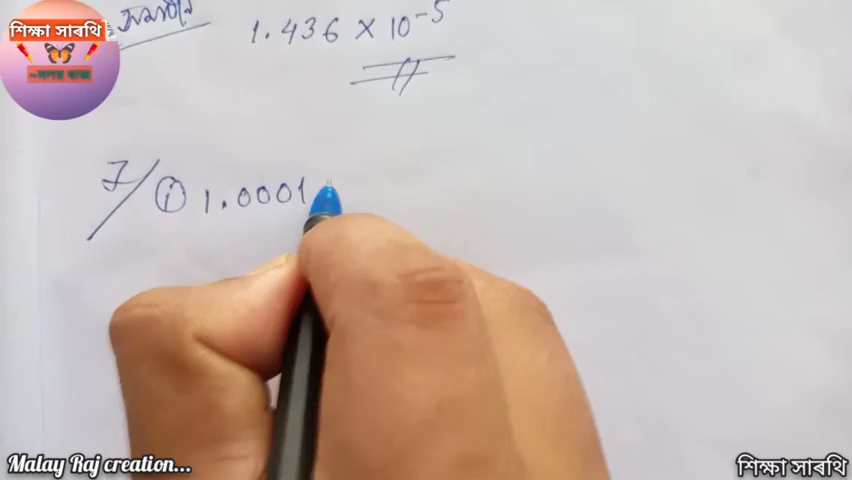 শিক্ষা সাৰথি
1.436 × 10⁻⁵
7/ ⓘ 1.0001
Malay Raj creation...
শিক্ষা সাৰথি